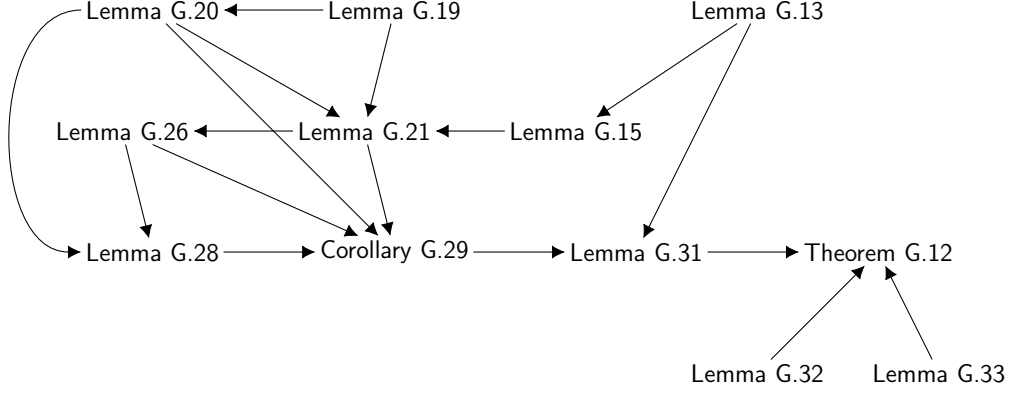 Lemma G.20 Lemma G.19 Lemma G.13
Lemma G.26 Lemma G.21 Lemma G.15
Lemma G.28 Corollary G.29 Lemma G.31 Theorem G.12
Lemma G.32 Lemma G.33